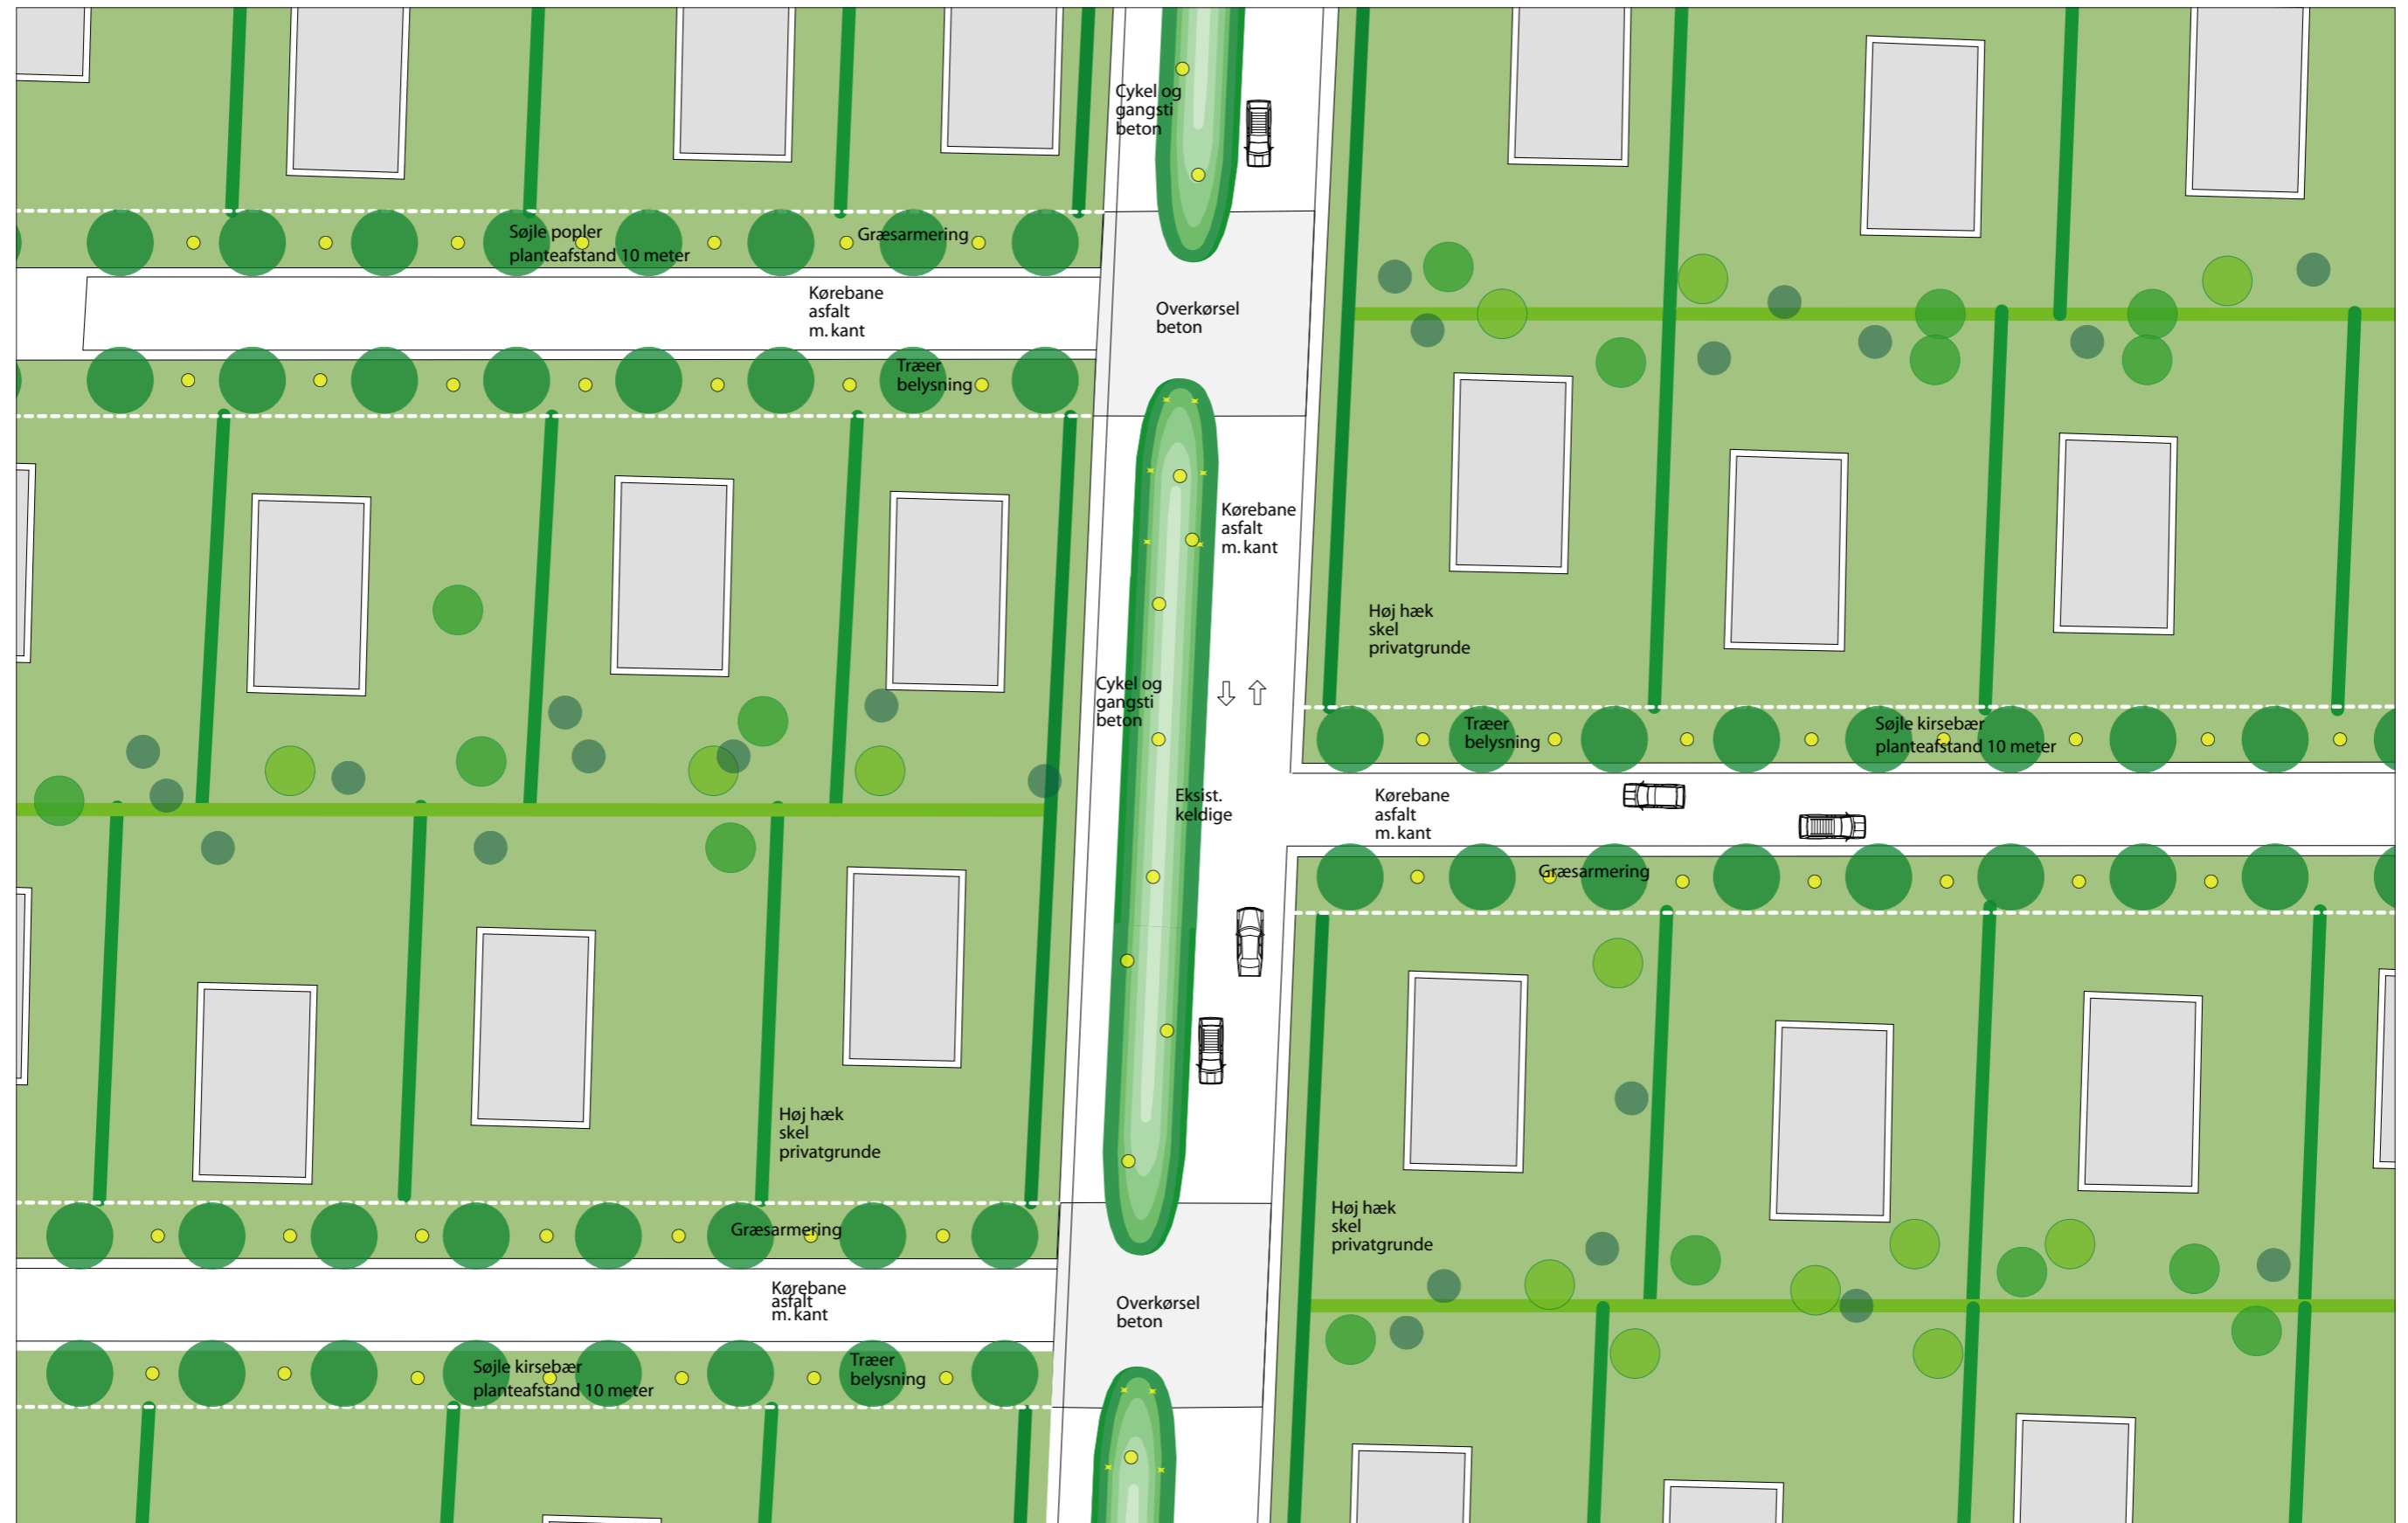 Cykel og
gangsti
beton
Søjle popler
planteafstand 10 meter
Græsarmering
Kørebane
asfalt
m. kant
Overkørsel
beton
Træer
belysning
Kørebane
asfalt
m. kant
Høj hæk
skel
privatgrunde
Cykel og
gangsti
beton
Træer
belysning
Søjle kirsebær
planteafstand 10 meter
Eksist.
keldige
Kørebane
asfalt
m. kant
Græsarmering
Høj hæk
skel
privatgrunde
Høj hæk
skel
privatgrunde
Græsarmering
Kørebane
asfalt
m. kant
Overkørsel
beton
Søjle kirsebær
planteafstand 10 meter
Træer
belysning